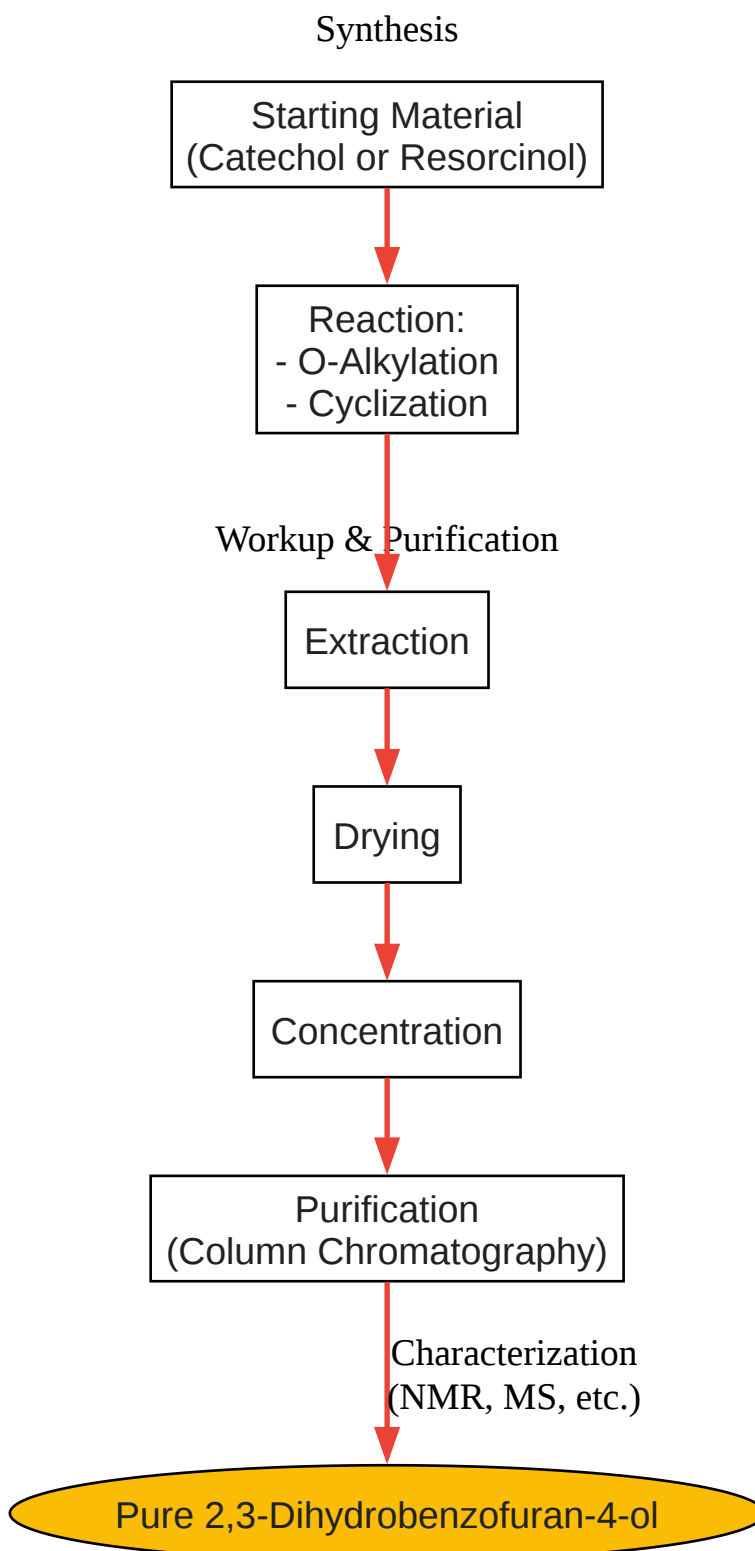 Synthesis
Starting Material
(Catechol or Resorcinol)
Reaction:
- O-Alkylation
- Cyclization
Workup & Purification
Extraction
Drying
Concentration
Purification
(Column Chromatography)
Characterization
(NMR, MS, etc.)
Pure 2,3-Dihydrobenzofuran-4-ol